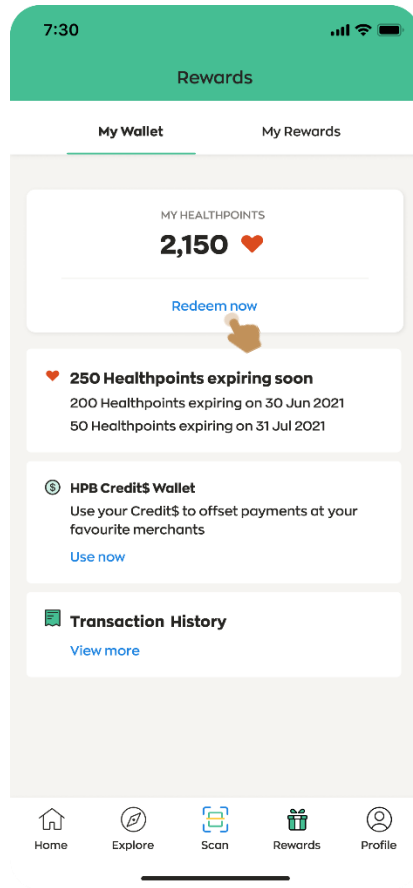 7:30
Rewards
My Wallet My Rewards
MY HEALTHPOINTS
2,150
Redeem now
250 Healthpoints expiring soon
200 Healthpoints expiring on 30 Jun 2021
50 Healthpoints expiring on 31 Jul 2021
$ HPB Credit$ Wallet
Use your Credit$ to offset payments at your
favourite merchants
Use now
Transaction History
View more
Home Explore Scan Rewards Profile